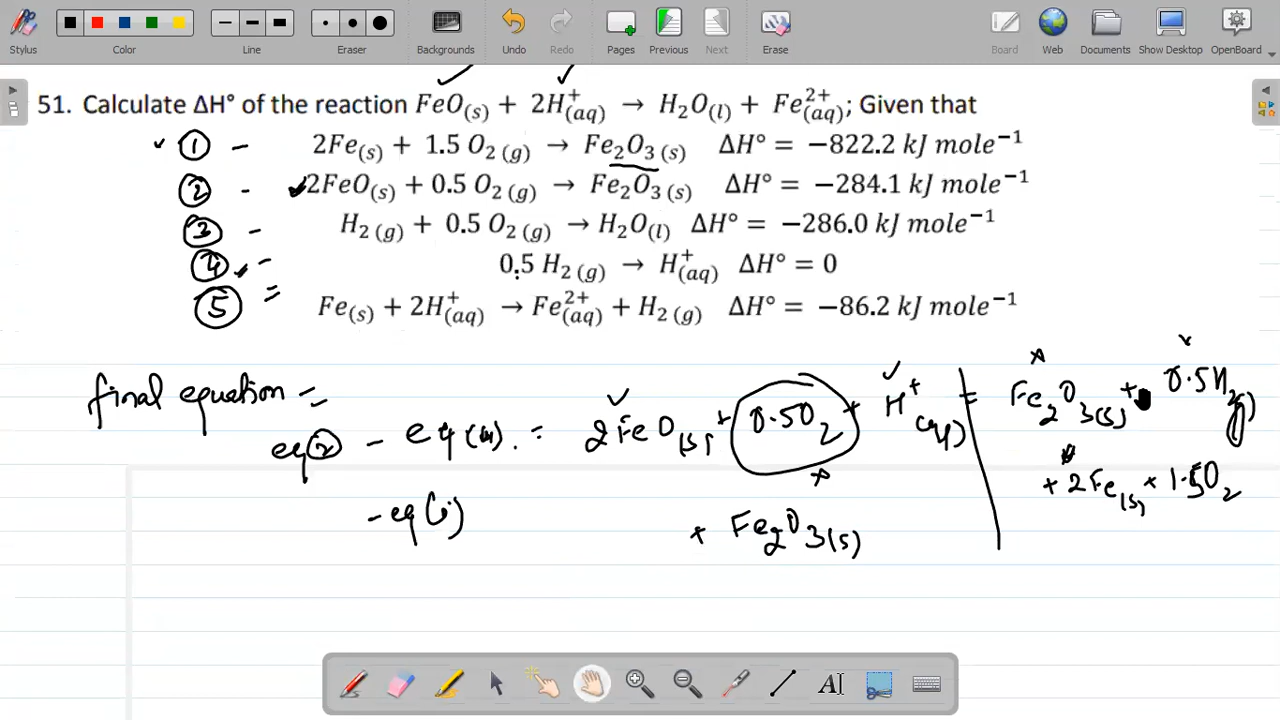 Stylus
Color
Line
Eraser
Backgrounds
Undo
Redo
Pages
Previous
Next
Erase
Board
Web
Documents
Show Desktop
OpenBoard
51. Calculate ΔH° of the reaction FeO(s) + 2H⁺(aq) → H₂O(l) + Fe²⁺(aq); Given that
① - 2Fe(s) + 1.5 O₂ (g) → Fe₂O₃ (s) ΔH° = −822.2 kJ mole⁻¹
② - 2FeO(s) + 0.5 O₂ (g) → Fe₂O₃ (s) ΔH° = −284.1 kJ mole⁻¹
③ - H₂ (g) + 0.5 O₂ (g) → H₂O(l) ΔH° = −286.0 kJ mole⁻¹
④ - 0.5 H₂ (g) → H⁺(aq) ΔH° = 0
⑤ = Fe(s) + 2H⁺(aq) → Fe²⁺(aq) + H₂ (g) ΔH° = −86.2 kJ mole⁻¹
final equation =
eq② - eq(4). = 2FeO(s) + 0.5O₂ + H⁺(aq) = Fe₂O₃(s) + 0.5H₂(g)
+ 2Fe(s) + 1.5O₂
- eq(1) + Fe₂O₃(s)